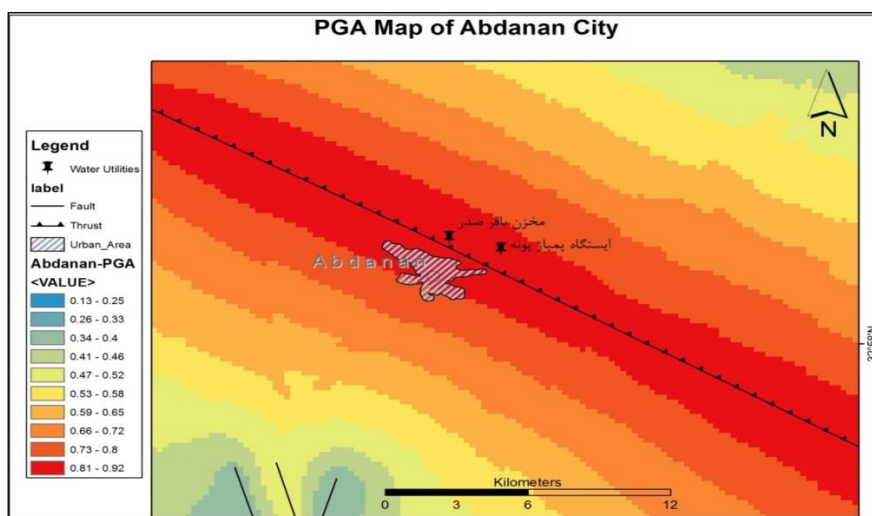 PGA Map of Abdanan City
N
Legend
Water Utilities
label
Fault
Thrust
Urban_Area
Abdanan-PGA
<VALUE>
0.13 - 0.25
0.26 - 0.33
0.34 - 0.4
0.41 - 0.46
0.47 - 0.52
0.53 - 0.58
0.59 - 0.65
0.66 - 0.72
0.73 - 0.8
0.81 - 0.92
مخزن باقر صدر
ایستگاه پمپاژ پونه
Abdanan
Kilometers
0 3 6 12